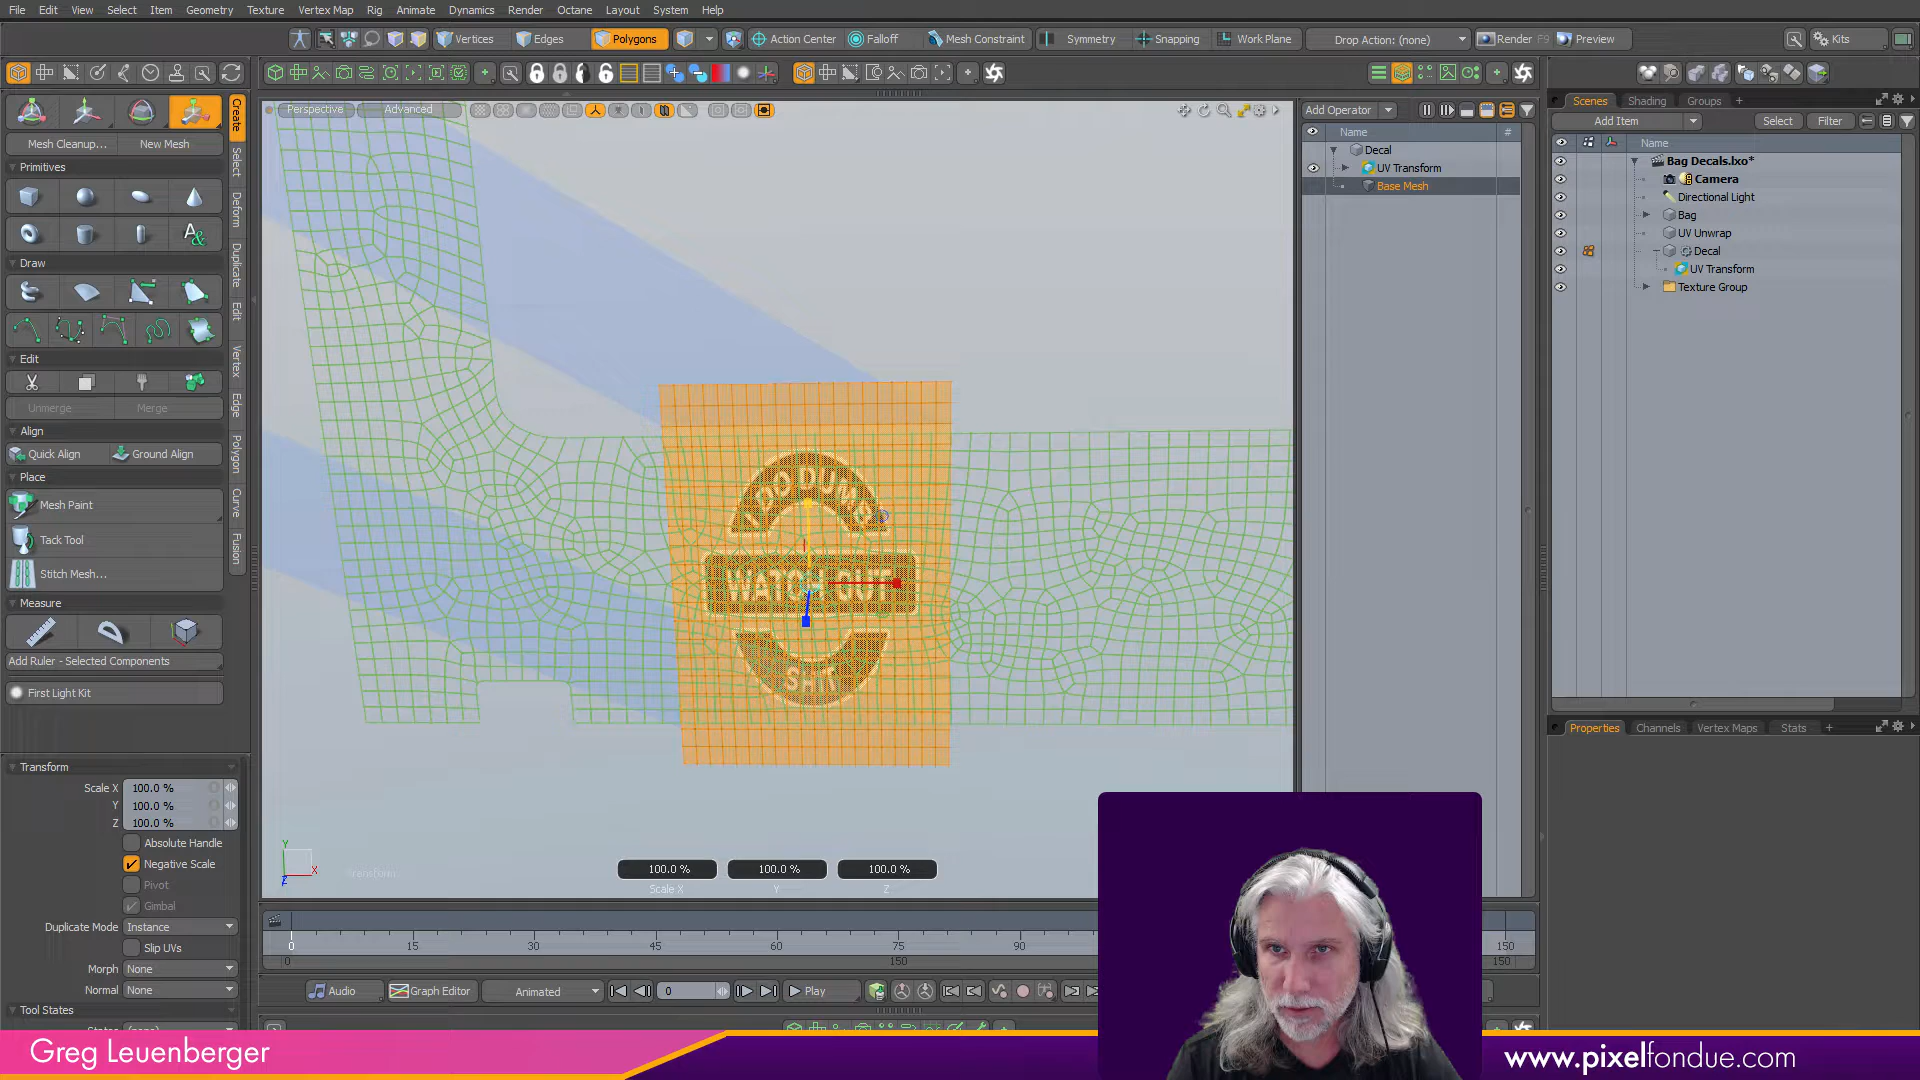 File Edit View Select Item Geometry Texture Vertex Map Rig Animate Dynamics Render Octane Layout System Help
Vertices Edges Polygons Action Center Falloff Mesh Constraint Symmetry Snapping Work Plane Drop Action: (none) Render F9 Preview Kits
Perspective Advanced
Mesh Cleanup... New Mesh
Primitives
Draw
Edit
Unmerge Merge
Align
Quick Align Ground Align
Place
Mesh Paint
Tack Tool
Stitch Mesh...
Measure
Add Ruler - Selected Components
First Light Kit
Create
Select
Deform
Duplicate
Edit
Vertex
Edge
Polygon
Curve
Fusion
Transform
Scale X 100.0 %
Y 100.0 %
Z 100.0 %
Absolute Handle
Negative Scale
Pivot
Gimbal
Duplicate Mode Instance
Slip UVs
Morph None
Normal None
Tool States
I DO DUMB
WATCH OUT
SHIT
Y
X
Z
Transform
100.0 % 100.0 % 100.0 %
Scale X Y Z
Add Operator
Name #
Decal
UV Transform
Base Mesh
Scenes Shading Groups +
Add Item Select Filter
Name
Bag Decals.lxo*
Camera
Directional Light
Bag
UV Unwrap
Decal
UV Transform
Texture Group
Properties Channels Vertex Maps Stats +
0 15 30 45 60 75 90 150
0 150 150
Audio Graph Editor Animated 0 Play
Greg Leuenberger
www.pixelfondue.com